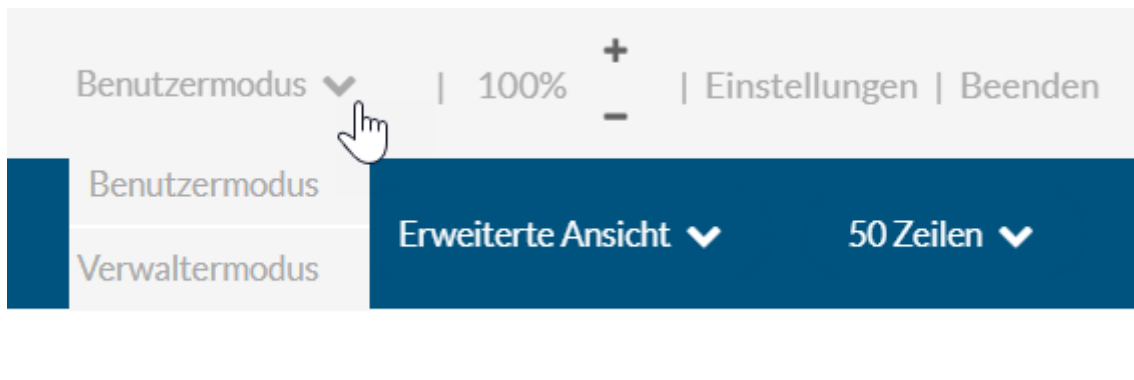 Benutzermodus | 100% + - | Einstellungen | Beenden
Benutzermodus
Erweiterte Ansicht 50 Zeilen
Verwaltermodus